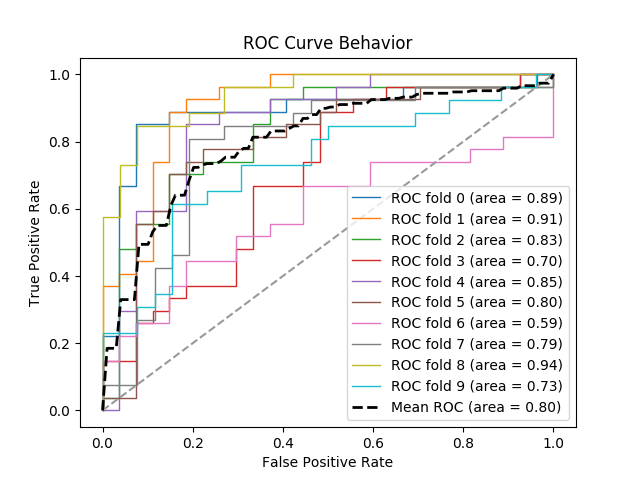 ROC Curve Behavior
True Positive Rate
1.0
0.8
0.6
0.4
0.2
0.0
ROC fold 0 (area = 0.89)
ROC fold 1 (area = 0.91)
ROC fold 2 (area = 0.83)
ROC fold 3 (area = 0.70)
ROC fold 4 (area = 0.85)
ROC fold 5 (area = 0.80)
ROC fold 6 (area = 0.59)
ROC fold 7 (area = 0.79)
ROC fold 8 (area = 0.94)
ROC fold 9 (area = 0.73)
Mean ROC (area = 0.80)
0.0 0.2 0.4 0.6 0.8 1.0
False Positive Rate